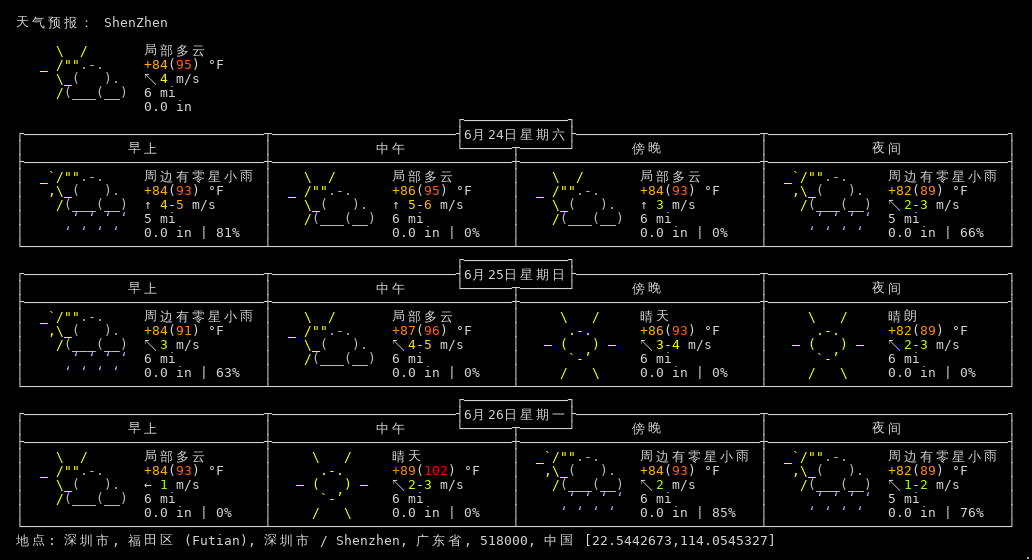 天气预报： ShenZhen
局部多云
+84(95) °F
↖ 4 m/s
6 mi
0.0 in
6月24日星期六
早上 中午 傍晚 夜间
周边有零星小雨 局部多云 局部多云 周边有零星小雨
+84(93) °F +86(95) °F +84(93) °F +82(89) °F
↑ 4-5 m/s ↑ 5-6 m/s ↑ 3 m/s ↖ 2-3 m/s
5 mi 6 mi 6 mi 5 mi
0.0 in | 81% 0.0 in | 0% 0.0 in | 0% 0.0 in | 66%
6月25日星期日
早上 中午 傍晚 夜间
周边有零星小雨 局部多云 晴天 晴朗
+84(91) °F +87(96) °F +86(93) °F +82(89) °F
↖ 3 m/s ↖ 4-5 m/s ↖ 3-4 m/s ↖ 2-3 m/s
6 mi 6 mi 6 mi 6 mi
0.0 in | 63% 0.0 in | 0% 0.0 in | 0% 0.0 in | 0%
6月26日星期一
早上 中午 傍晚 夜间
局部多云 晴天 周边有零星小雨 周边有零星小雨
+84(93) °F +89(102) °F +84(93) °F +82(89) °F
← 1 m/s ↖ 2-3 m/s ↖ 2 m/s ↖ 1-2 m/s
6 mi 6 mi 6 mi 5 mi
0.0 in | 0% 0.0 in | 0% 0.0 in | 85% 0.0 in | 76%
地点: 深圳市, 福田区 (Futian), 深圳市 / Shenzhen, 广东省, 518000, 中国 [22.5442673,114.0545327]